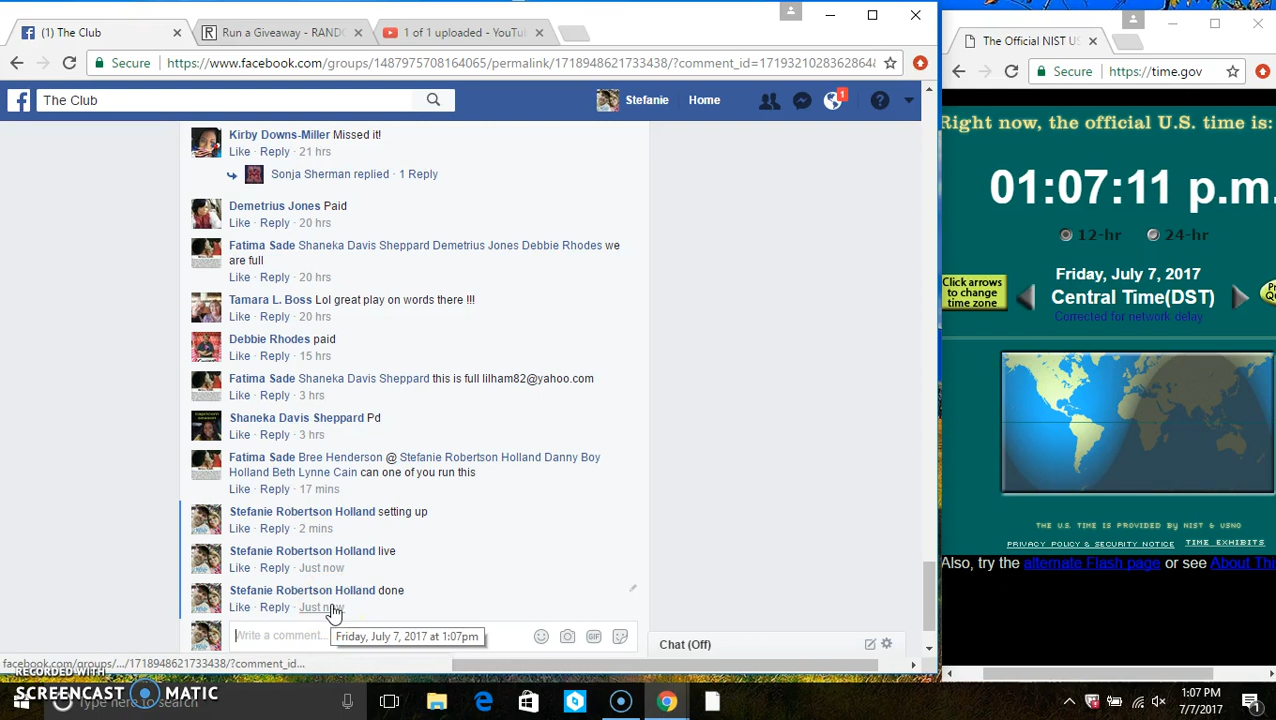 (1) The Club
Run a Giveaway - RAND
1 of 1 uploaded - YouTu
Secure https://www.facebook.com/groups/1487975708164065/permalink/1718948621733438/?comment_id=17193210283628648
The Club
Stefanie Home 1
Kirby Downs-Miller Missed it!
Like · Reply · 21 hrs
Sonja Sherman replied · 1 Reply
Demetrius Jones Paid
Like · Reply · 20 hrs
Fatima Sade Shaneka Davis Sheppard Demetrius Jones Debbie Rhodes we
are full
Like · Reply · 20 hrs
Tamara L. Boss Lol great play on words there !!!
Like · Reply · 20 hrs
Debbie Rhodes paid
Like · Reply · 15 hrs
Fatima Sade Shaneka Davis Sheppard this is full lilham82@yahoo.com
Like · Reply · 3 hrs
Shaneka Davis Sheppard Pd
Like · Reply · 3 hrs
Fatima Sade Bree Henderson @ Stefanie Robertson Holland Danny Boy
Holland Beth Lynne Cain can one of you run this
Like · Reply · 17 mins
Stefanie Robertson Holland setting up
Like · Reply · 2 mins
Stefanie Robertson Holland live
Like · Reply · Just now
Stefanie Robertson Holland done
Like · Reply · Just now
Write a comment...
GIF
Friday, July 7, 2017 at 1:07pm
Chat (Off)
facebook.com/groups/.../1718948621733438/?comment_id...
RECORDED WITH
SCREENCAST MATIC
Type here to search
The Official NIST US
Secure https://time.gov
Right now, the official U.S. time is:
01:07:11 p.m.
12-hr 24-hr
Click arrows
to change
time zone
Friday, July 7, 2017
Central Time(DST)
Corrected for network delay
THE U.S. TIME IS PROVIDED BY NIST & USNO
PRIVACY POLICY & SECURITY NOTICE TIME EXHIBITS
Also, try the alternate Flash page or see About Thi
1:07 PM
7/7/2017
1